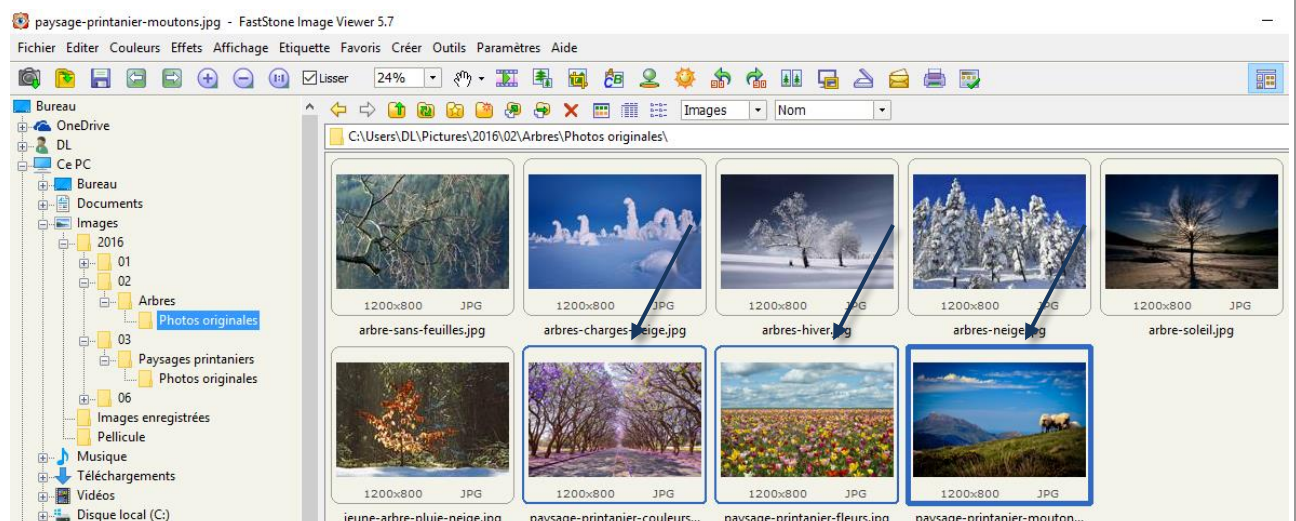 paysage-printanier-moutons.jpg - FastStone Image Viewer 5.7
Fichier Editer Couleurs Effets Affichage Etiquette Favoris Créer Outils Paramètres Aide
Lisser 24%
Bureau
OneDrive
DL
Ce PC
Bureau
Documents
Images
2016
01
02
Arbres
Photos originales
03
Paysages printaniers
Photos originales
06
Images enregistrées
Pellicule
Musique
Téléchargements
Vidéos
Disque local (C:)
Images Nom
C:\Users\DL\Pictures\2016\02\Arbres\Photos originales\
1200x800 JPG 1200x800 JPG 1200x800 JPG 1200x800 JPG 1200x800 JPG
arbre-sans-feuilles.jpg arbres-charges-neige.jpg arbres-hiver.jpg arbres-neige.jpg arbre-soleil.jpg
1200x800 JPG 1200x800 JPG 1200x800 JPG 1200x800 JPG
jeune-arbre-pluie-neige.jpg paysage-printanier-couleurs... paysage-printanier-fleurs.jpg paysage-printanier-mouton...